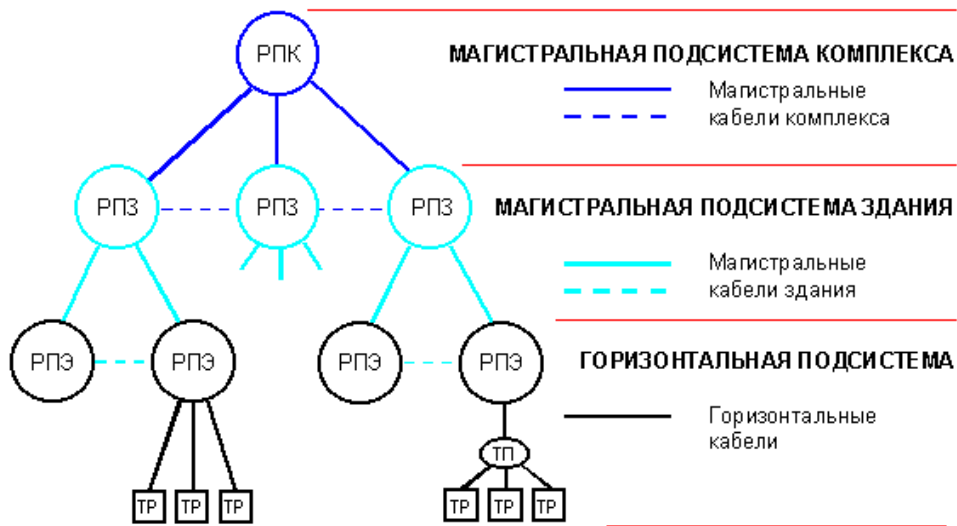 РПК
МАГИСТРАЛЬНАЯ ПОДСИСТЕМА КОМПЛЕКСА
Магистральные
кабели комплекса
РПЗ РПЗ РПЗ
МАГИСТРАЛЬНАЯ ПОДСИСТЕМА ЗДАНИЯ
Магистральные
кабели здания
РПЭ РПЭ РПЭ РПЭ
ГОРИЗОНТАЛЬНАЯ ПОДСИСТЕМА
Горизонтальные
кабели
ТП
ТР ТР ТР ТР ТР ТР